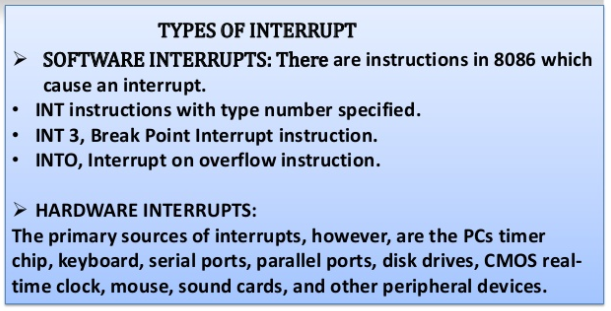 TYPES OF INTERRUPT
➢ SOFTWARE INTERRUPTS: There are instructions in 8086 which
cause an interrupt.
• INT instructions with type number specified.
• INT 3, Break Point Interrupt instruction.
• INTO, Interrupt on overflow instruction.
➢ HARDWARE INTERRUPTS:
The primary sources of interrupts, however, are the PCs timer
chip, keyboard, serial ports, parallel ports, disk drives, CMOS real-
time clock, mouse, sound cards, and other peripheral devices.